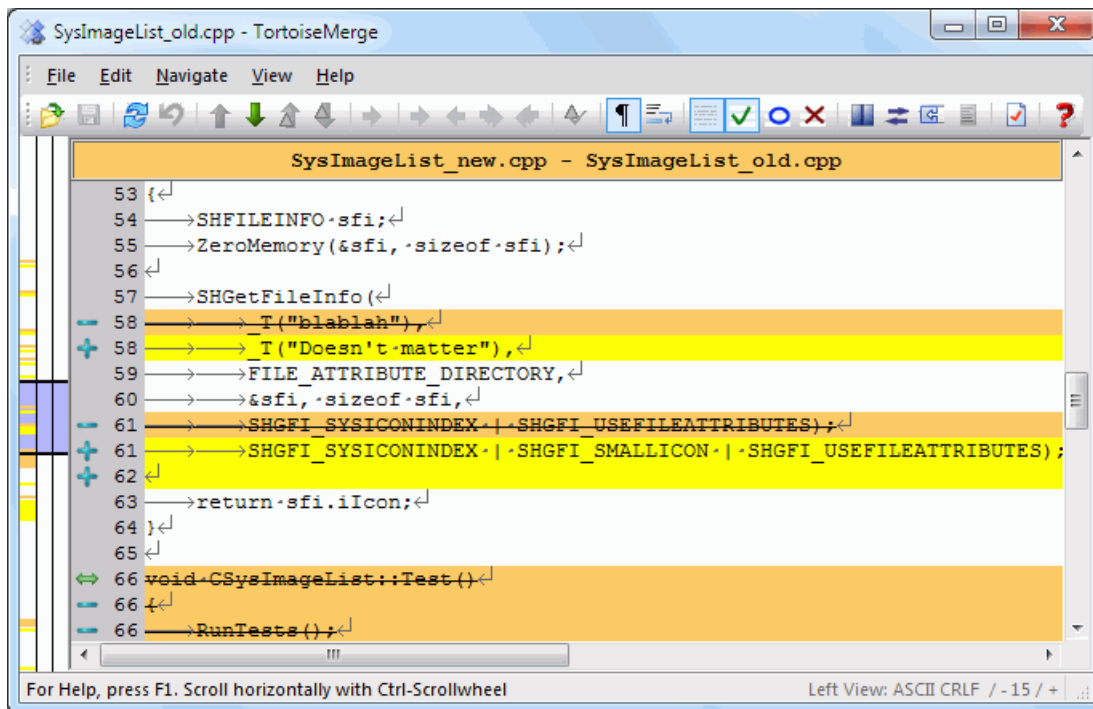 SysImageList_old.cpp - TortoiseMerge
File Edit Navigate View Help
SysImageList_new.cpp - SysImageList_old.cpp
53 {
54 SHFILEINFO·sfi;
55 ZeroMemory(&sfi,·sizeof·sfi);
56
57 SHGetFileInfo(
58 _T("blablah"),
58 _T("Doesn't·matter"),
59 FILE_ATTRIBUTE_DIRECTORY,
60 &sfi,·sizeof·sfi,
61 SHGFI_SYSICONINDEX·|·SHGFI_USEFILEATTRIBUTES);
61 SHGFI_SYSICONINDEX·|·SHGFI_SMALLICON·|·SHGFI_USEFILEATTRIBUTES);
62
63 return·sfi.iIcon;
64 }
65
66 void·CSysImageList::Test()
66 {
66 RunTests();
For Help, press F1. Scroll horizontally with Ctrl-Scrollwheel Left View: ASCII CRLF / - 15 / +